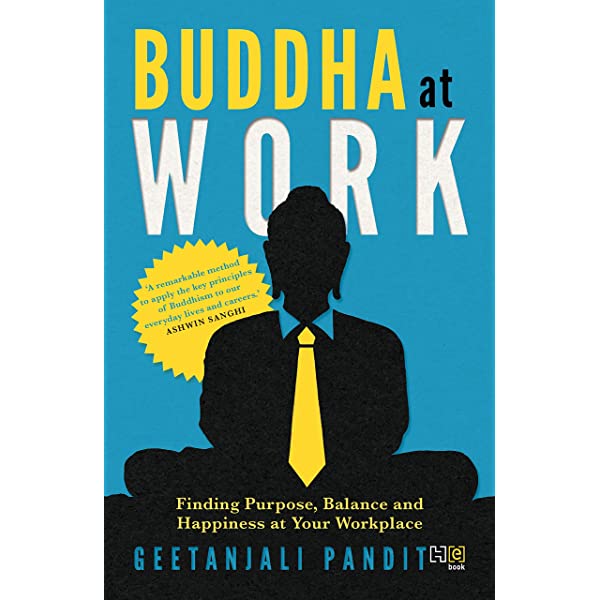 BUDDHA at
WORK
'A remarkable method
to apply the key principles
of Buddhism to our
everyday lives and careers.'
ASHWIN SANGHI
Finding Purpose, Balance and
Happiness at Your Workplace
GEETANJALI PANDIT
book